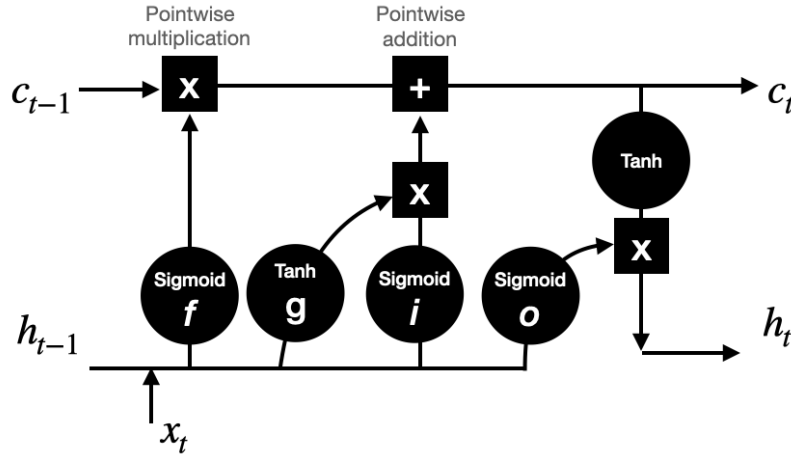 Pointwise multiplication
Pointwise addition
c_{t-1}
x
+
c_t
Tanh
x
x
Sigmoid
f
Tanh
g
Sigmoid
i
Sigmoid
o
h_{t-1}
h_t
x_t